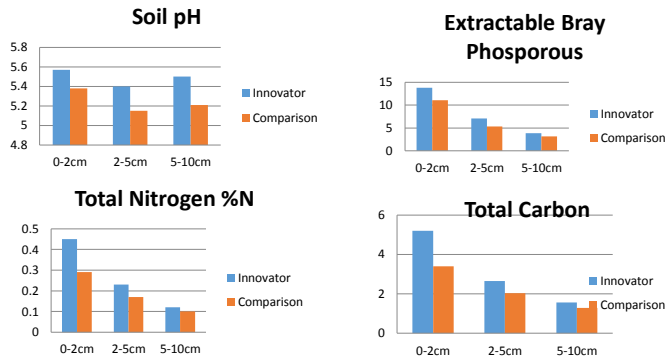 Soil pH
5.8
5.6
5.4
5.2
5
4.8
0-2cm 2-5cm 5-10cm
Innovator
Comparison
Extractable Bray
Phosporous
15
10
5
0
0-2cm 2-5cm 5-10cm
Innovator
Comparison
Total Nitrogen %N
0.5
0.4
0.3
0.2
0.1
0
0-2cm 2-5cm 5-10cm
Innovator
Comparison
Total Carbon
6
4
2
0
0-2cm 2-5cm 5-10cm
Innovator
Comparison